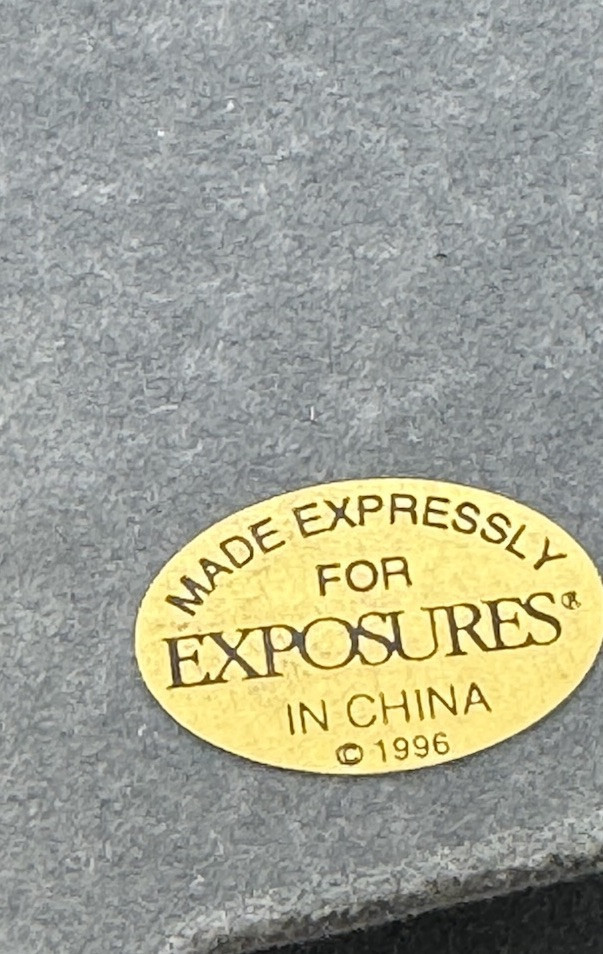 MADE EXPRESSLY
FOR
EXPOSURES®
IN CHINA
© 1996